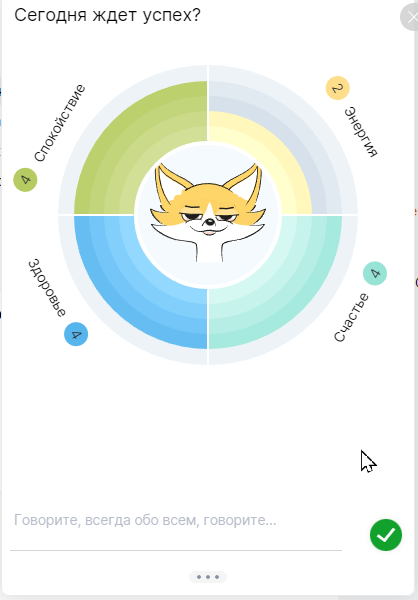 Сегодня ждет успех?
Спокойствие
4
2
Энергия
Здоровье
4
Счастье
4
Говорите, всегда обо всем, говорите...